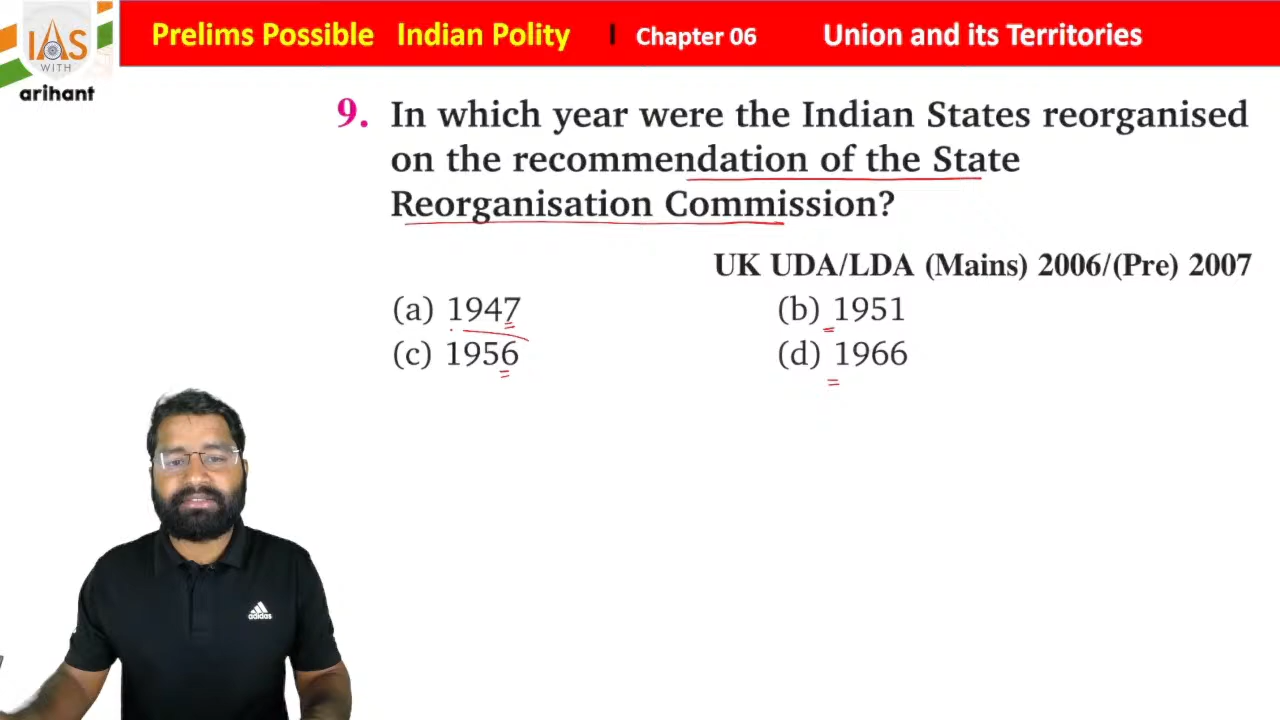 IAS
WITH
arihant
Prelims Possible Indian Polity | Chapter 06 Union and its Territories
9. In which year were the Indian States reorganised
on the recommendation of the State
Reorganisation Commission?
UK UDA/LDA (Mains) 2006/(Pre) 2007
(a) 1947 (b) 1951
(c) 1956 (d) 1966
adidas